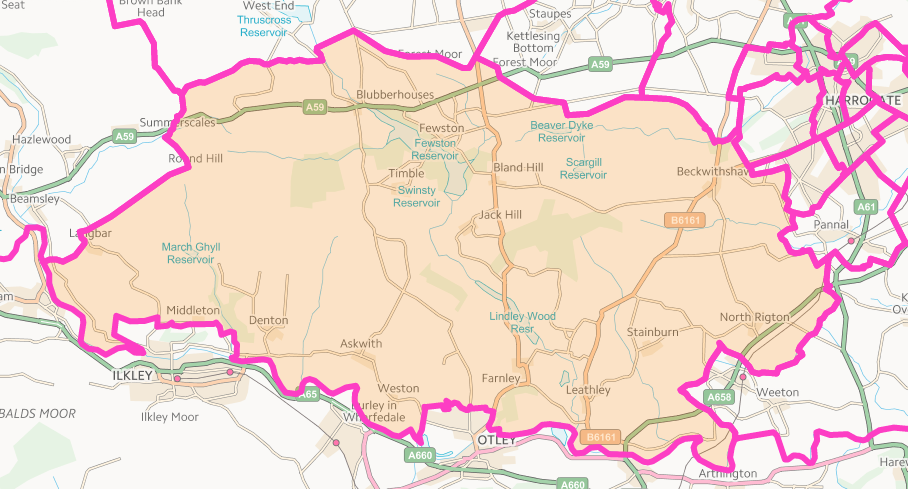 Seat
Brown Bank
Head
West End
Thruscross
Reservoir
Staupes
Kettlesing
Bottom
Forest Moor
Forest Moor
A59
HARROGATE
Blubberhouses
A59
Summerscales
A59
Hazlewood
Fewston
Fewston
Reservoir
Beaver Dyke
Reservoir
Round Hill
Bland Hill
Scargill
Reservoir
Beckwithshaw
n Bridge
Timble
Swinsty
Reservoir
Beamsley
Jack Hill
B6161
A61
Pannal
Langbar
March Ghyll
Reservoir
am
Middleton
Denton
Lindley Wood
Resr
North Rigton
Stainburn
Askwith
ILKLEY
Farnley
Weston
Leathley
Weeton
A65
A658
BALDS MOOR
Ilkley Moor
Burley in
Wharfedale
OTLEY
B6161
A660
Arthington
Harew
A660